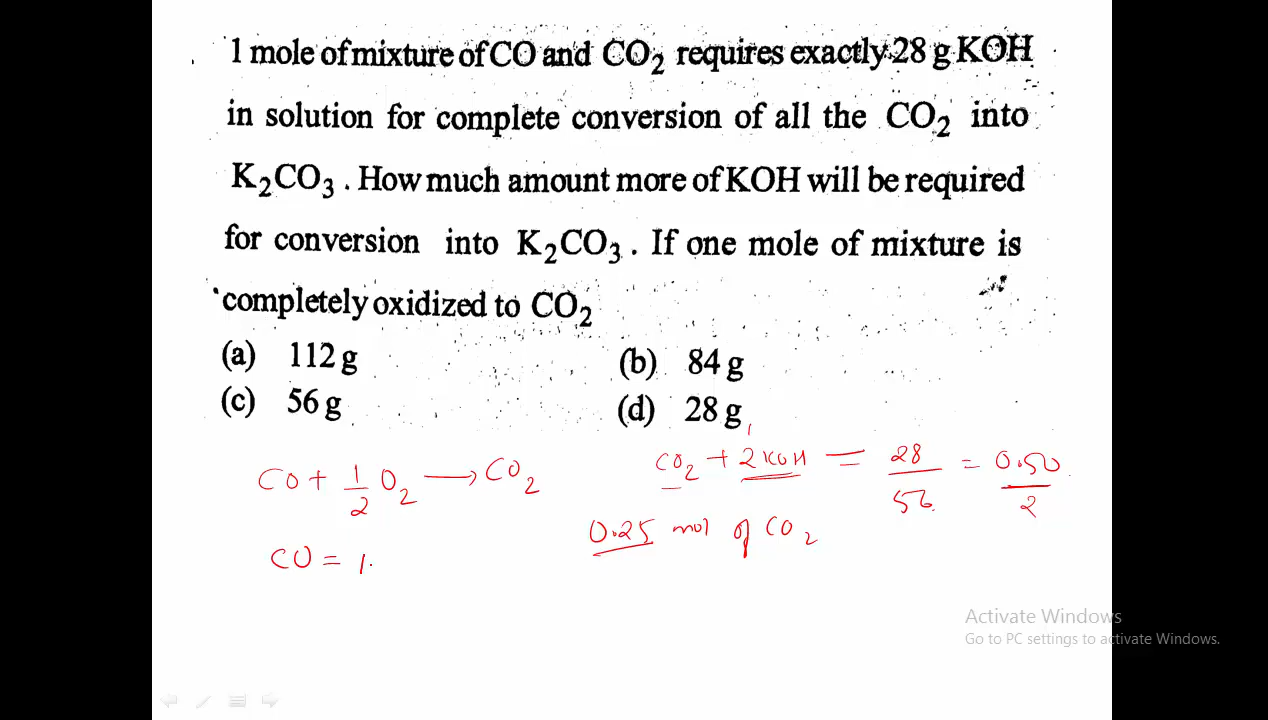 1 mole of mixture of CO and CO₂ requires exactly 28 g KOH
in solution for complete conversion of all the CO₂ into
K₂CO₃. How much amount more of KOH will be required
for conversion into K₂CO₃. If one mole of mixture is
completely oxidized to CO₂
(a) 112 g (b) 84 g
(c) 56 g (d) 28 g
CO + 1/2 O₂ → CO₂ CO₂ + 2KOH = 28/56 = 0.50/2
0.25 mol of CO₂
CO = 1.
Activate Windows
Go to PC settings to activate Windows.